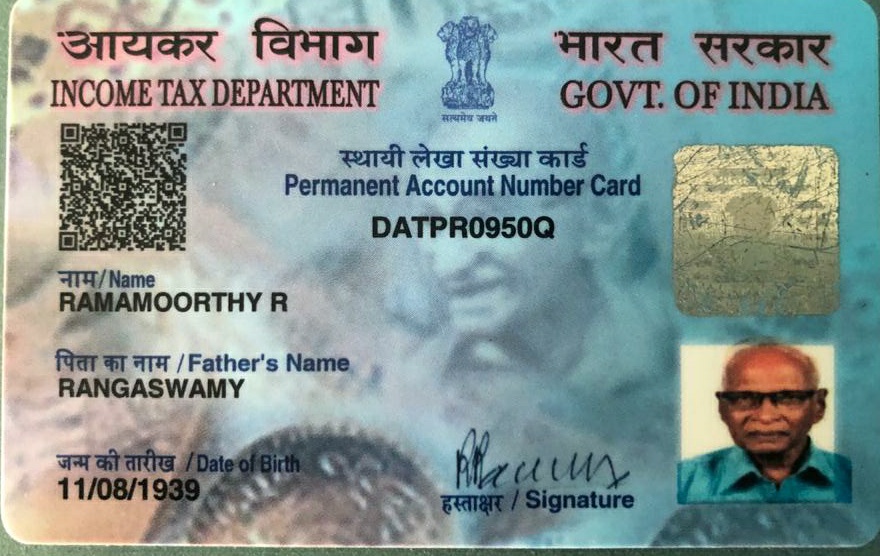 आयकर विभाग
INCOME TAX DEPARTMENT
सत्यमेव जयते
भारत सरकार
GOVT. OF INDIA
स्थायी लेखा संख्या कार्ड
Permanent Account Number Card
DATPR0950Q
नाम/Name
RAMAMOORTHY R
पिता का नाम /Father's Name
RANGASWAMY
जन्म की तारीख /Date of Birth
11/08/1939
हस्ताक्षर / Signature